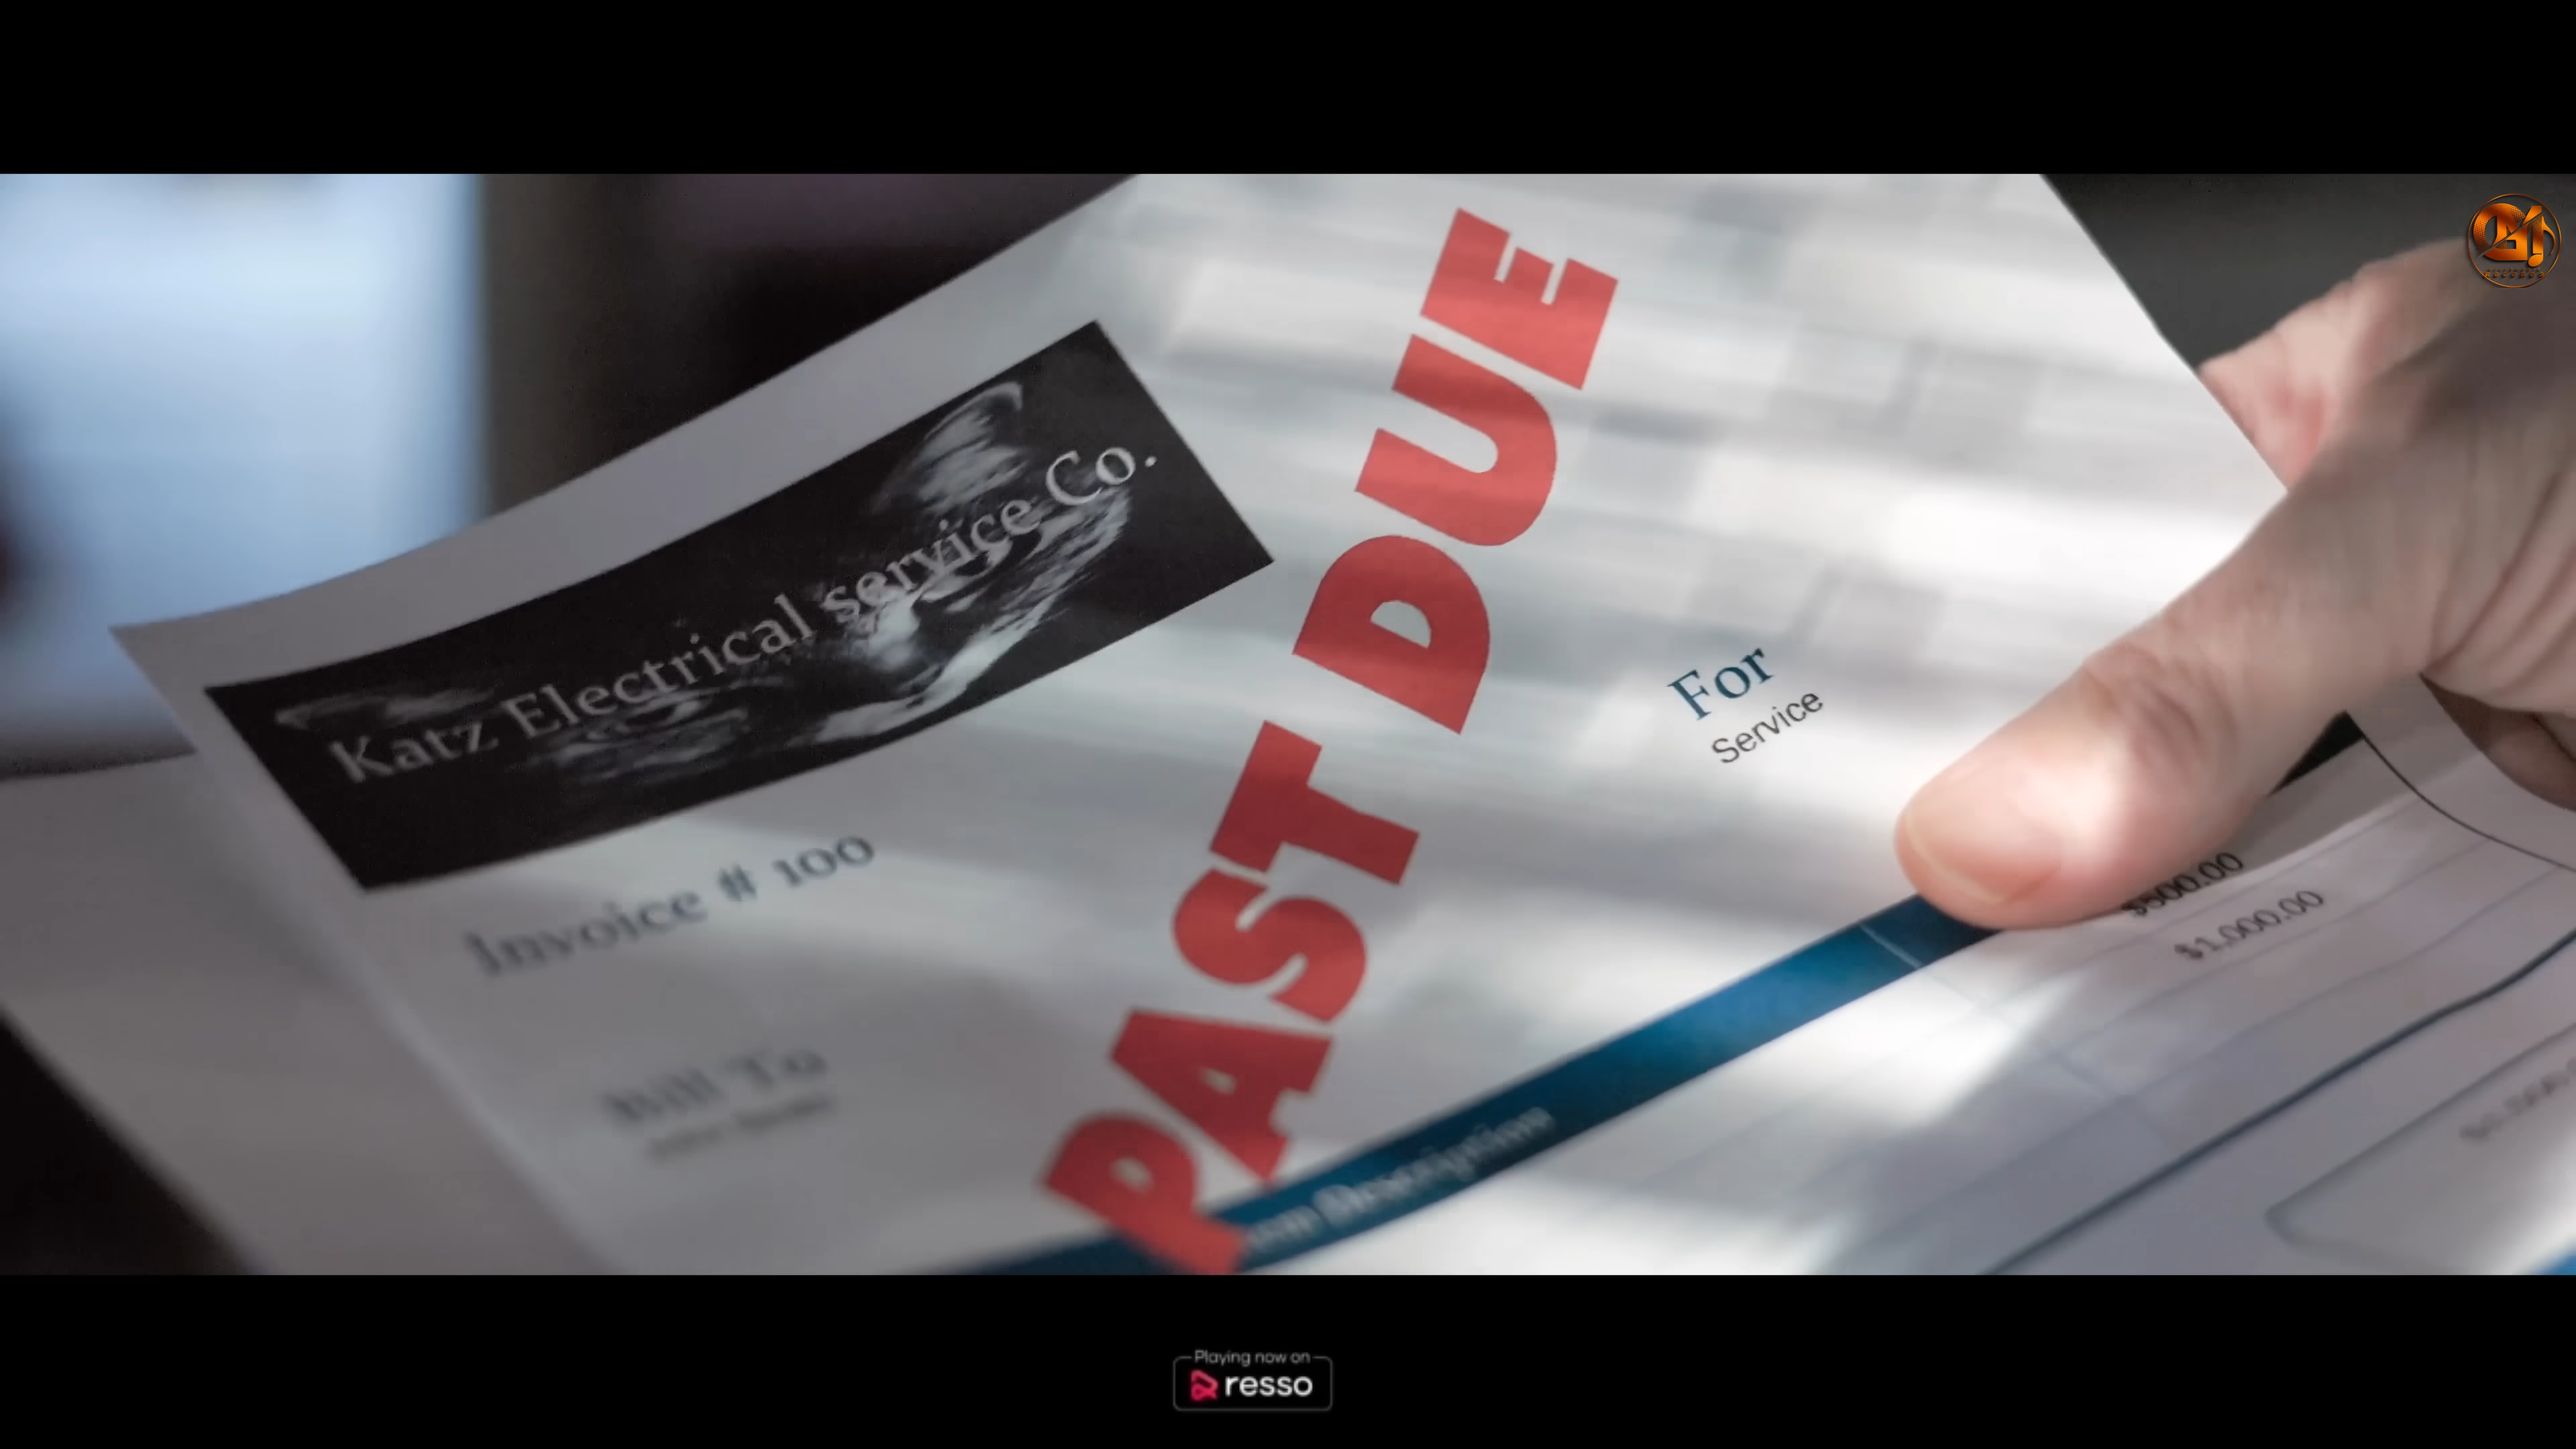 Katz Electrical service Co.
Invoice # 100
Bill To
PAST DUE
For
Service
Description
$500.00
$1,000.00
Playing now on
resso